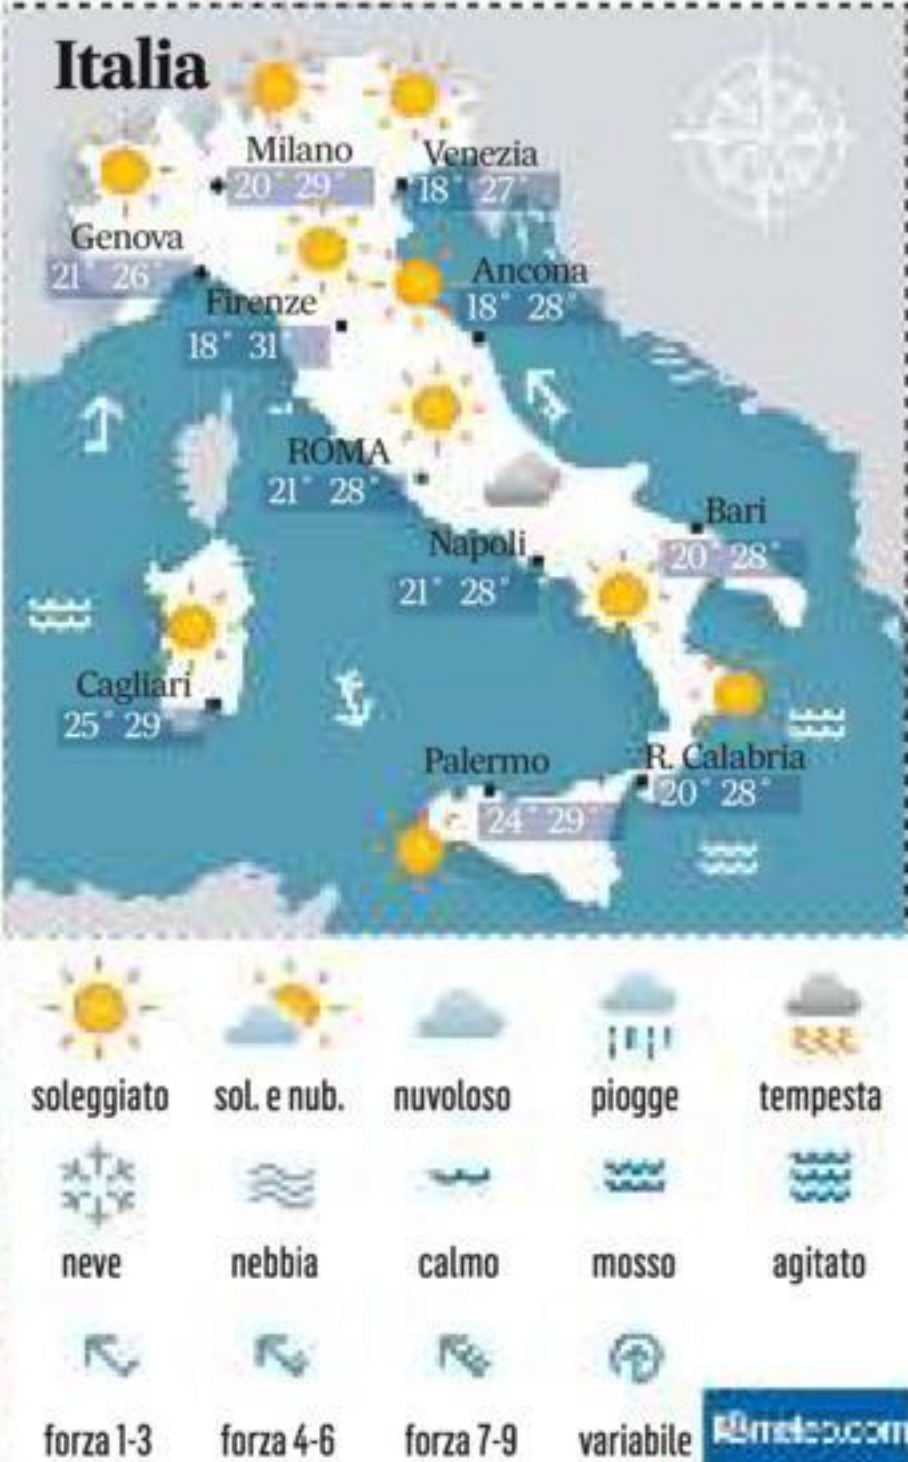 Italia
Milano
20° 29°
Venezia
18° 27°
Genova
21° 26°
Firenze
18° 31°
Ancona
18° 28°
ROMA
21° 28°
Napoli
21° 28°
Bari
20° 28°
Cagliari
25° 29
Palermo
24° 29°
R. Calabria
20° 28°
soleggiato sol. e nub. nuvoloso piogge tempesta
neve nebbia calmo mosso agitato
forza 1-3 forza 4-6 forza 7-9 variabile